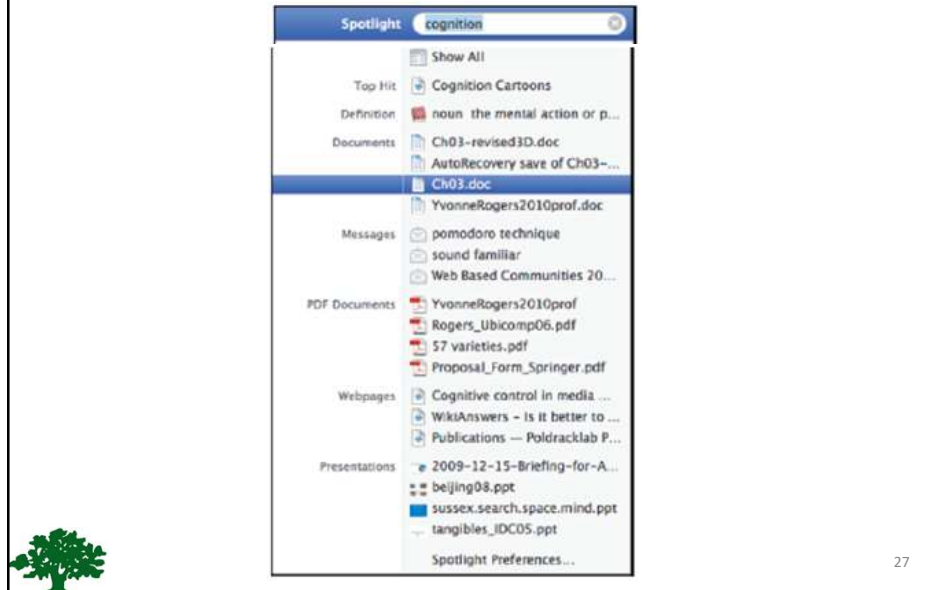 Spotlight cognition
Show All
Top Hit Cognition Cartoons
Definition noun the mental action or p...
Documents Ch03-revised3D.doc
AutoRecovery save of Ch03-...
Ch03.doc
YvonneRogers2010prof.doc
Messages pomodoro technique
sound familiar
Web Based Communities 20...
PDF Documents YvonneRogers2010prof
Rogers_Ubicomp06.pdf
57 varieties.pdf
Proposal_Form_Springer.pdf
Webpages Cognitive control in media ...
WikiAnswers - Is it better to ...
Publications — Poldracklab P...
Presentations 2009-12-15-Briefing-for-A...
beijing08.ppt
sussex.search.space.mind.ppt
tangibles_IDC05.ppt
Spotlight Preferences...
27